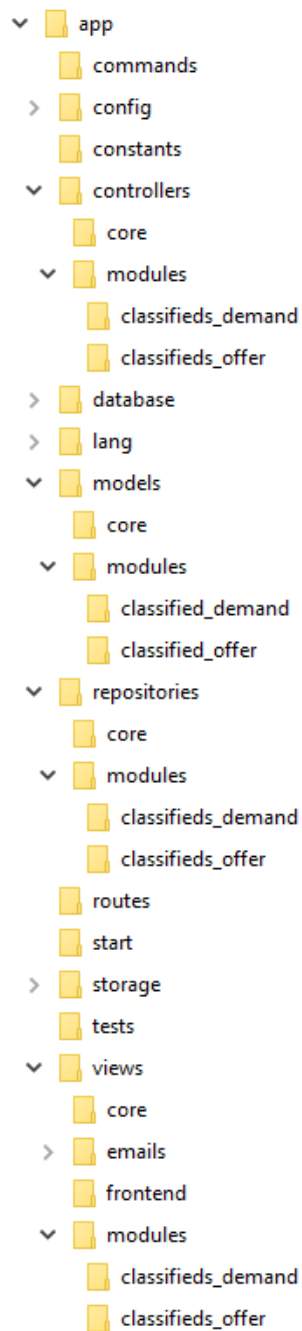 app
commands
config
constants
controllers
core
modules
classifieds_demand
classifieds_offer
database
lang
models
core
modules
classified_demand
classified_offer
repositories
core
modules
classifieds_demand
classifieds_offer
routes
start
storage
tests
views
core
emails
frontend
modules
classifieds_demand
classifieds_offer